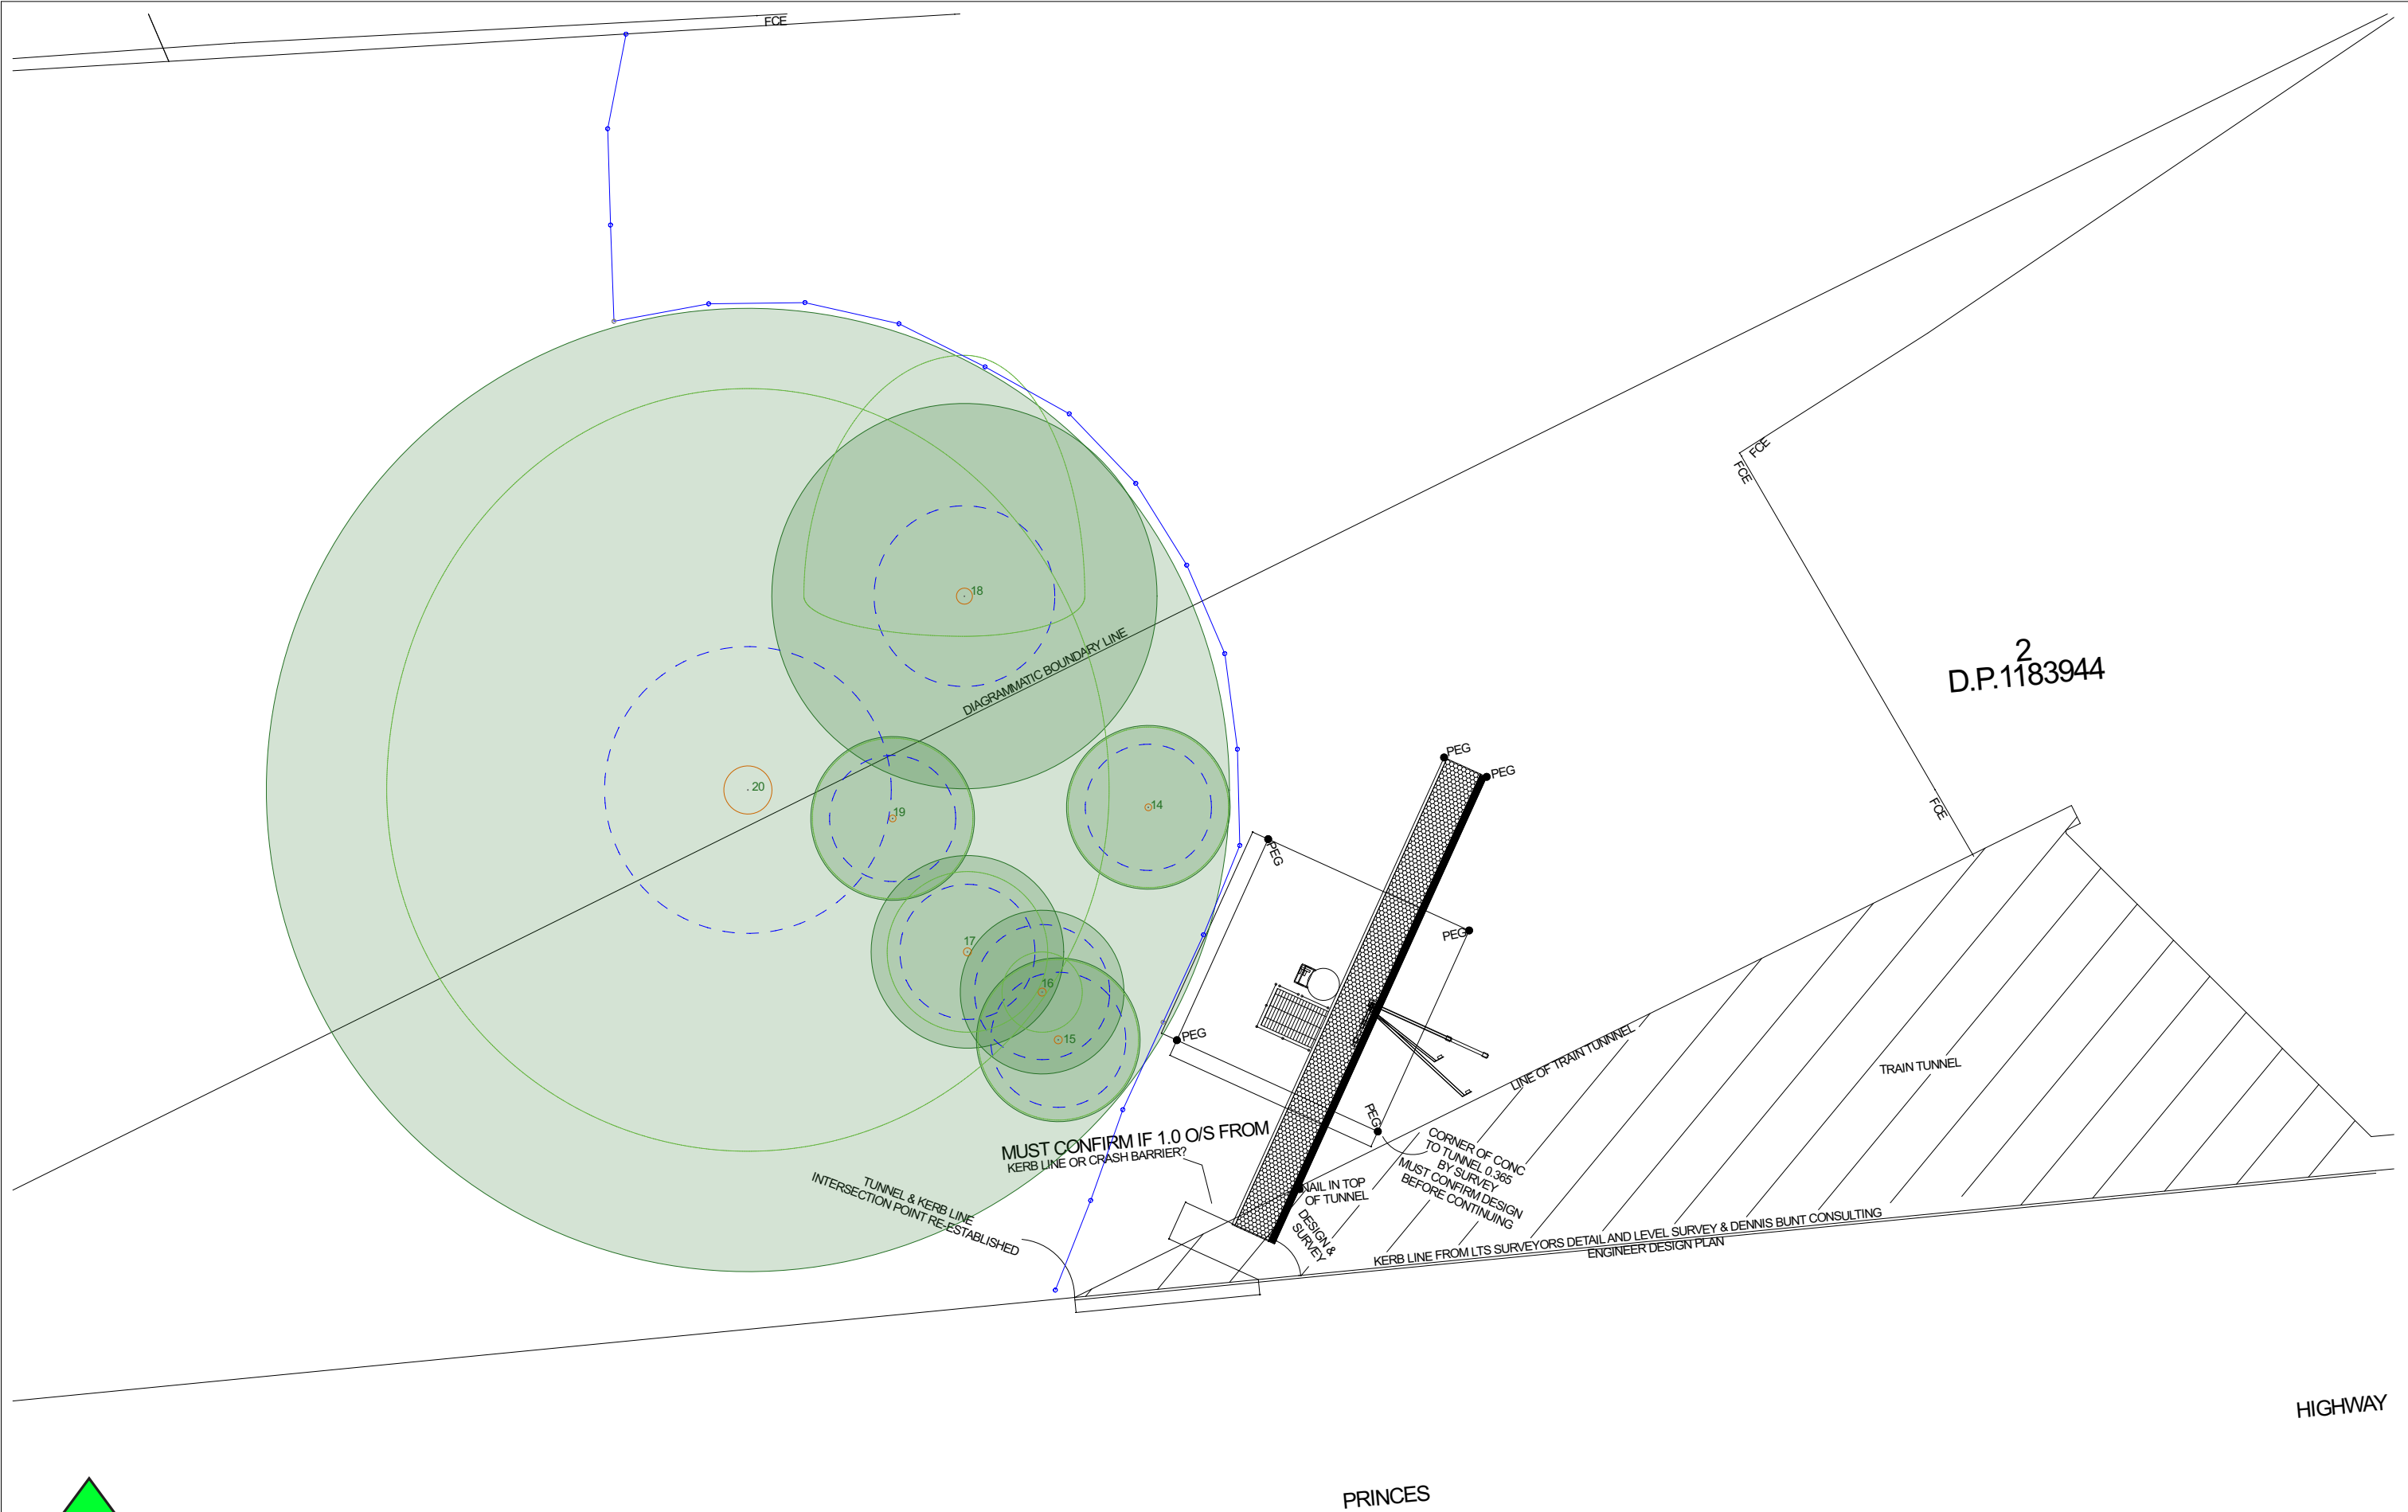 FCE
FCE
FCE
18
DIAGRAMMATIC BOUNDARY LINE
2
D.P.1183944
PEG
PEG
20
19
14
FCE
PEG
17
PEG
16
15
PEG
LINE OF TRAIN TUNNNEL
TRAIN TUNNEL
PEG
MUST CONFIRM IF 1.0 O/S FROM
KERB LINE OR CRASH BARRIER?
CORNER OF CONC
TO TUNNEL 0.365
BY SURVEY
MUST CONFIRM DESIGN
BEFORE CONTINUING
TUNNEL & KERB LINE
INTERSECTION POINT RE-ESTABLISHED
NAIL IN TOP
OF TUNNEL
DESIGN &
SURVEY
KERB LINE FROM LTS SURVEYORS DETAIL AND LEVEL SURVEY & DENNIS BUNT CONSULTING
ENGINEER DESIGN PLAN
HIGHWAY
PRINCES